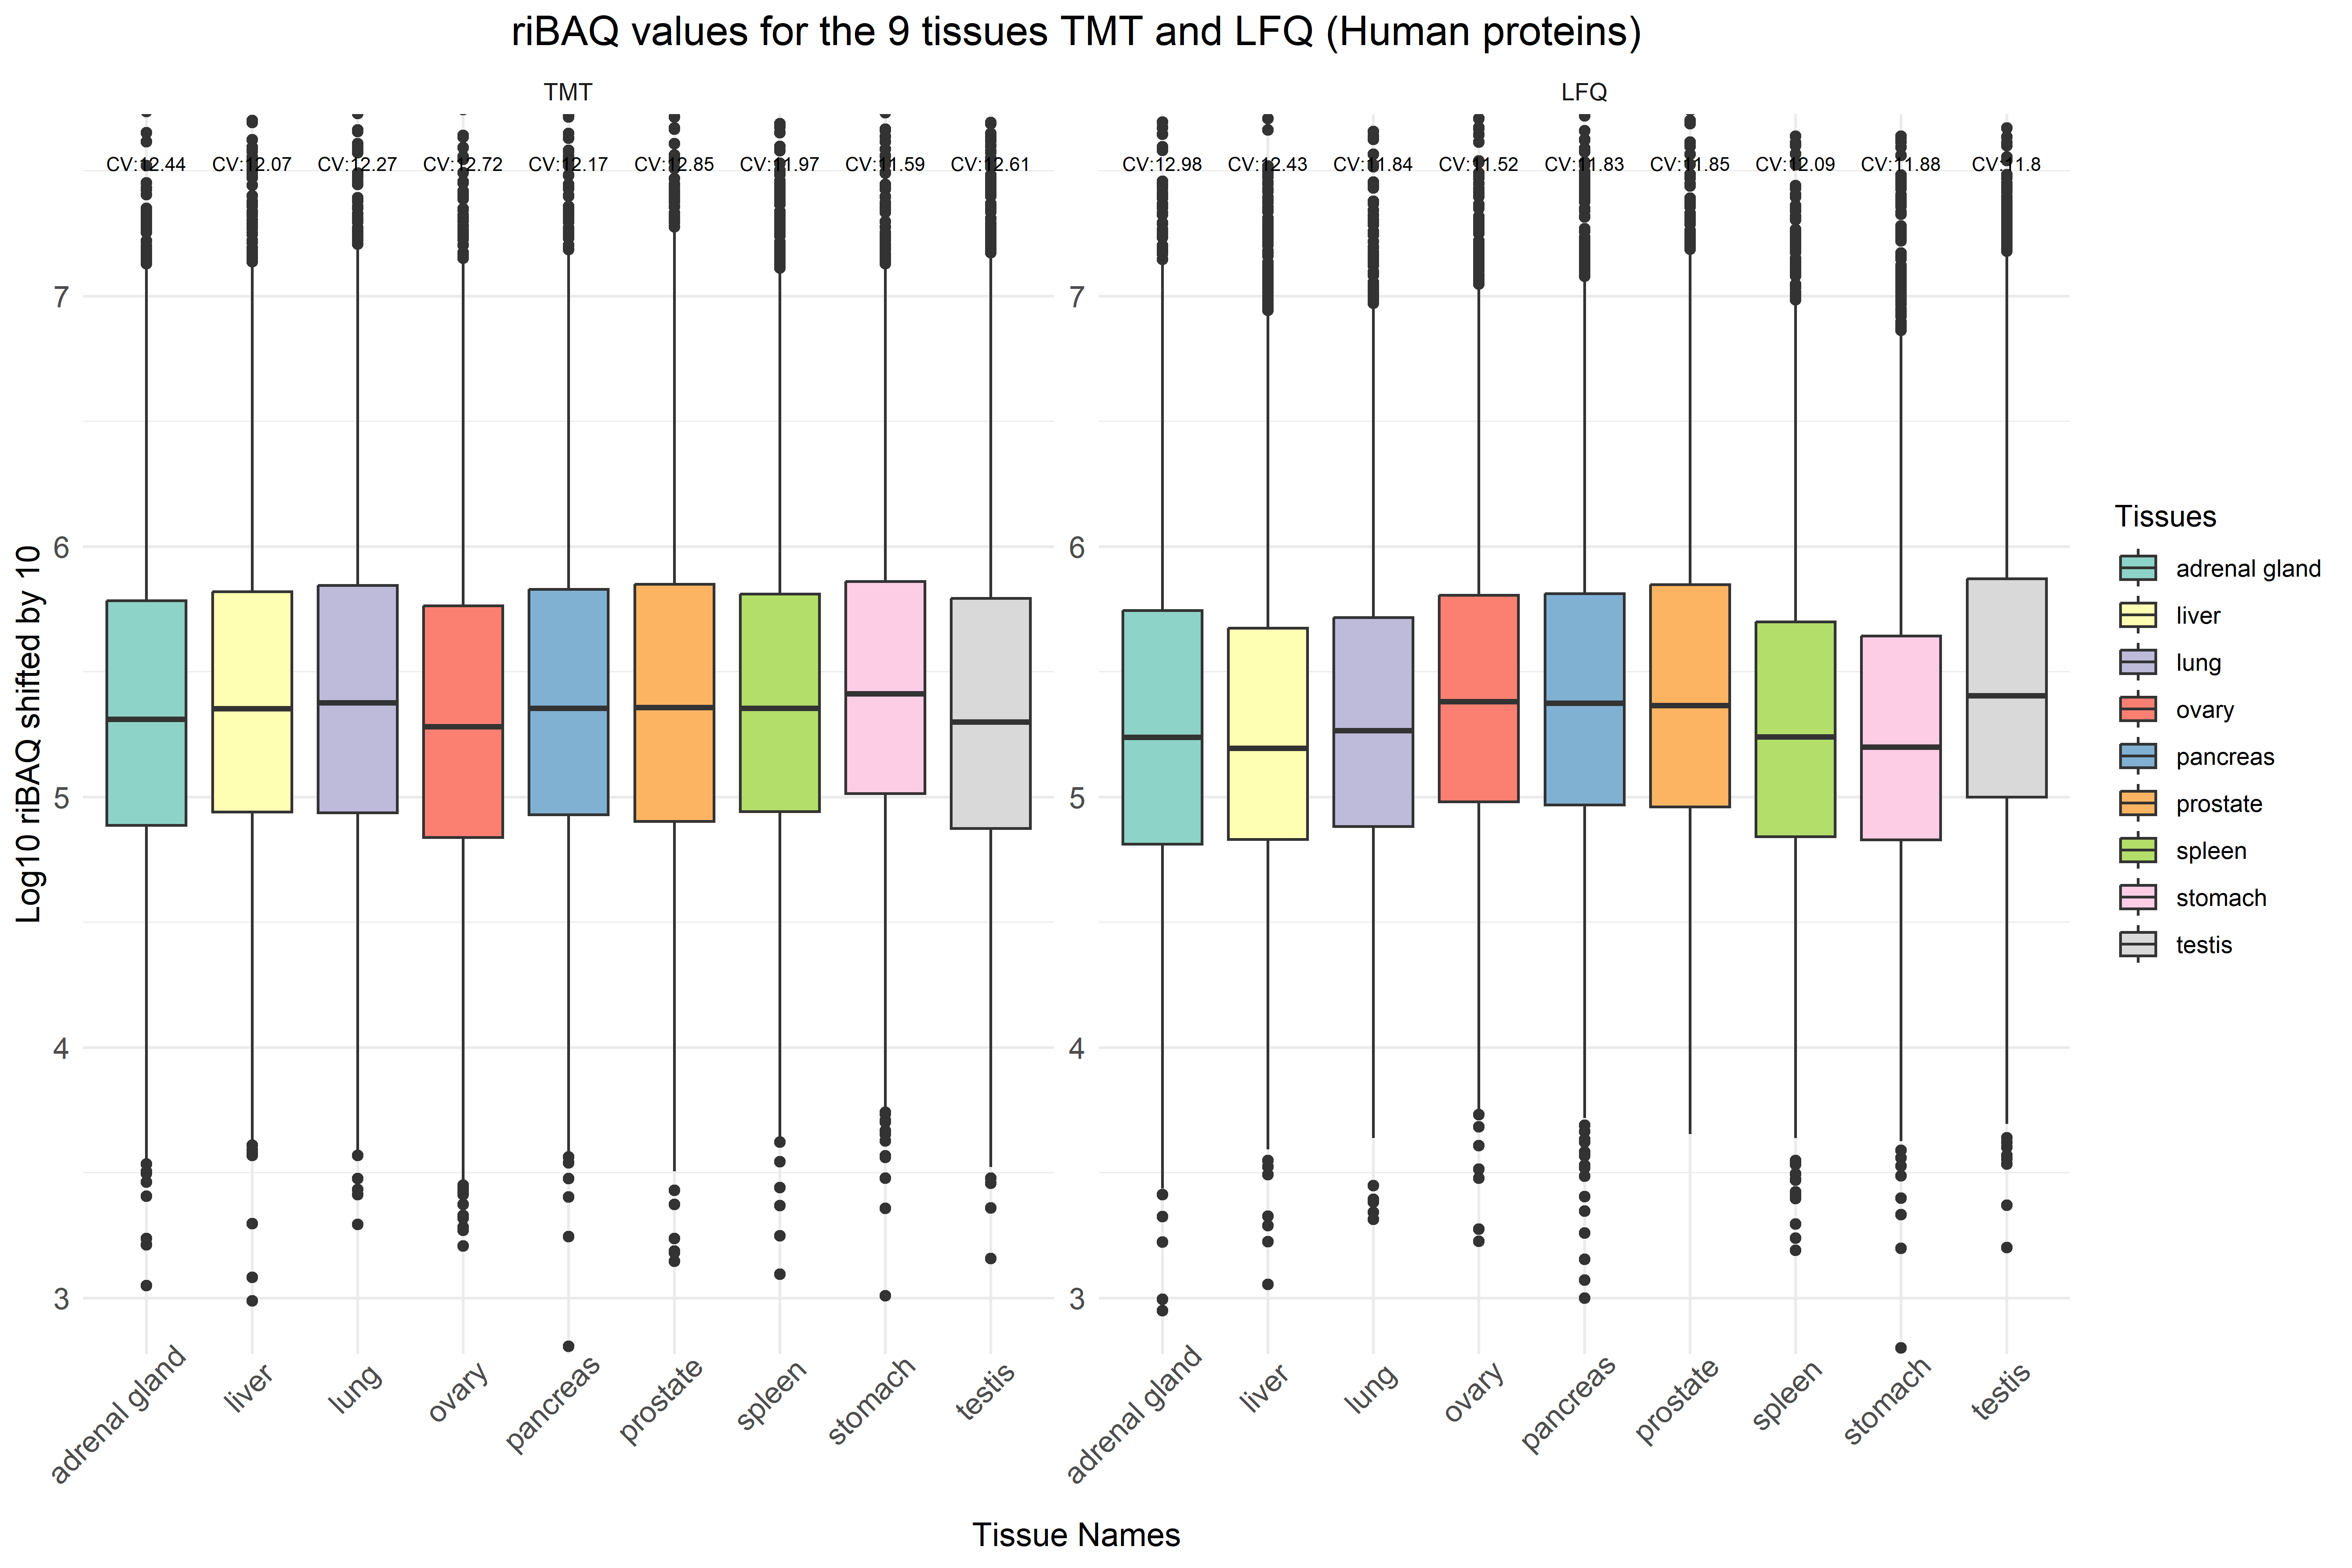 riBAQ values for the 9 tissues TMT and LFQ (Human proteins)
TMT
LFQ
CV:12.44 CV:12.07 CV:12.27 CV:12.72 CV:12.17 CV:12.85 CV:11.97 CV:11.59 CV:12.61
CV:12.98 CV:12.43 CV:11.84 CV:11.52 CV:11.83 CV:11.85 CV:12.09 CV:11.88 CV:11.8
Log10 riBAQ shifted by 10
7
6
5
4
3
7
6
5
4
3
adrenal gland
liver
lung
ovary
pancreas
prostate
spleen
stomach
testis
adrenal gland
liver
lung
ovary
pancreas
prostate
spleen
stomach
testis
Tissue Names
Tissues
adrenal gland
liver
lung
ovary
pancreas
prostate
spleen
stomach
testis